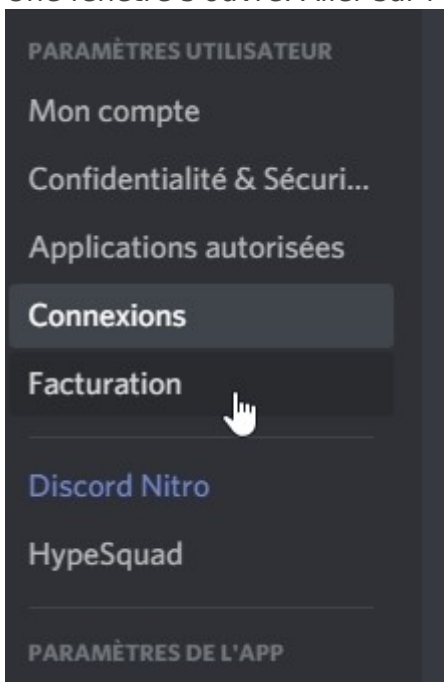 PARAMÈTRES UTILISATEUR
Mon compte
Confidentialité & Sécuri...
Applications autorisées
Connexions
Facturation
Discord Nitro
HypeSquad
PARAMÈTRES DE L'APP